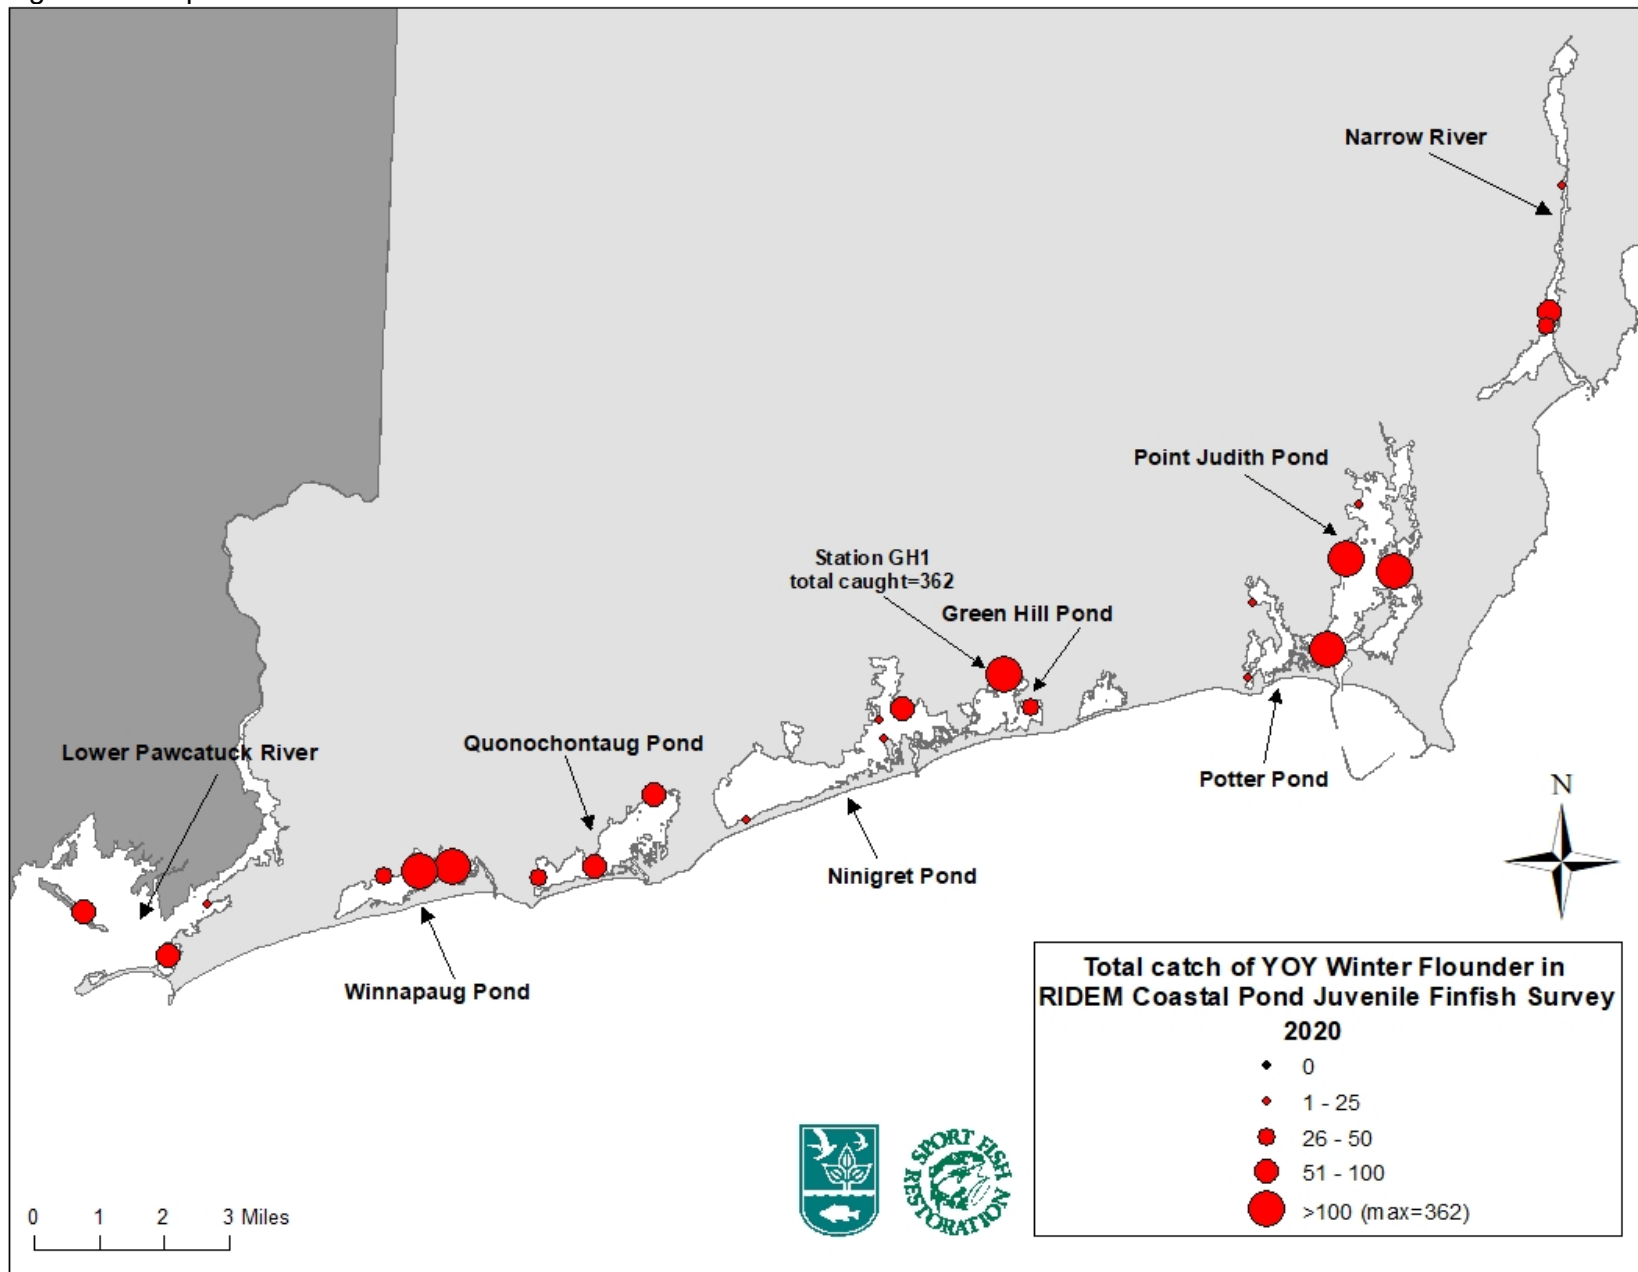 Narrow River
Point Judith Pond
Station GH1
total caught=362
Green Hill Pond
Lower Pawcatuck River
Quonochontaug Pond
Potter Pond
Ninigret Pond
Winnapaug Pond
N
Total catch of YOY Winter Flounder in
RIDEM Coastal Pond Juvenile Finfish Survey
2020
0
1 - 25
26 - 50
51 - 100
>100 (max=362)
SPORT FISH
RESTORATION
0 1 2 3 Miles